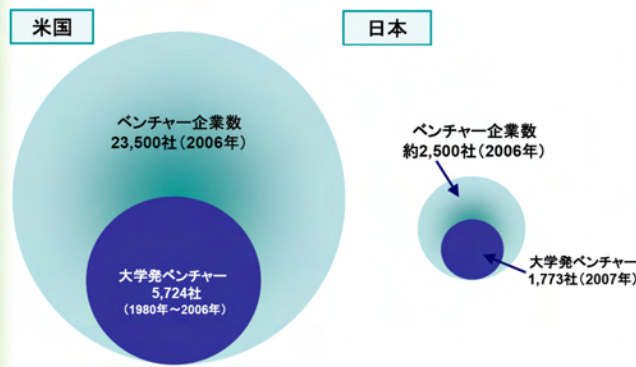 米国
日本
ベンチャー企業数
23,500社(2006年)
ベンチャー企業数
約2,500社(2006年)
大学発ベンチャー
5,724社
(1980年~2006年)
大学発ベンチャー
1,773社(2007年)